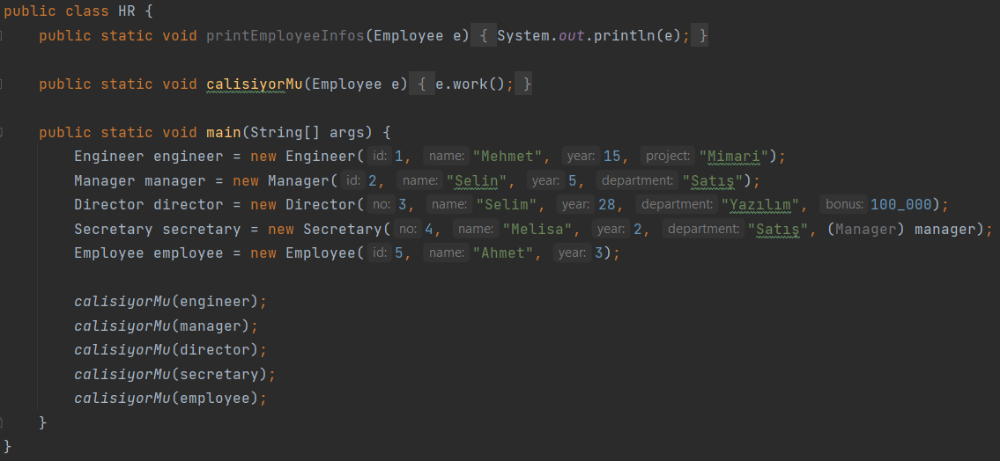 public class HR {
public static void printEmployeeInfos(Employee e) { System.out.println(e); }
public static void calisiyorMu(Employee e) { e.work(); }
public static void main(String[] args) {
Engineer engineer = new Engineer( id: 1, name: "Mehmet", year: 15, project: "Mimari");
Manager manager = new Manager( id: 2, name: "Selin", year: 5, department: "Satış");
Director director = new Director( no: 3, name: "Selim", year: 28, department: "Yazılım", bonus: 100_000);
Secretary secretary = new Secretary( no: 4, name: "Melisa", year: 2, department: "Satış", (Manager) manager);
Employee employee = new Employee( id: 5, name: "Ahmet", year: 3);
calisiyorMu(engineer);
calisiyorMu(manager);
calisiyorMu(director);
calisiyorMu(secretary);
calisiyorMu(employee);
}
}